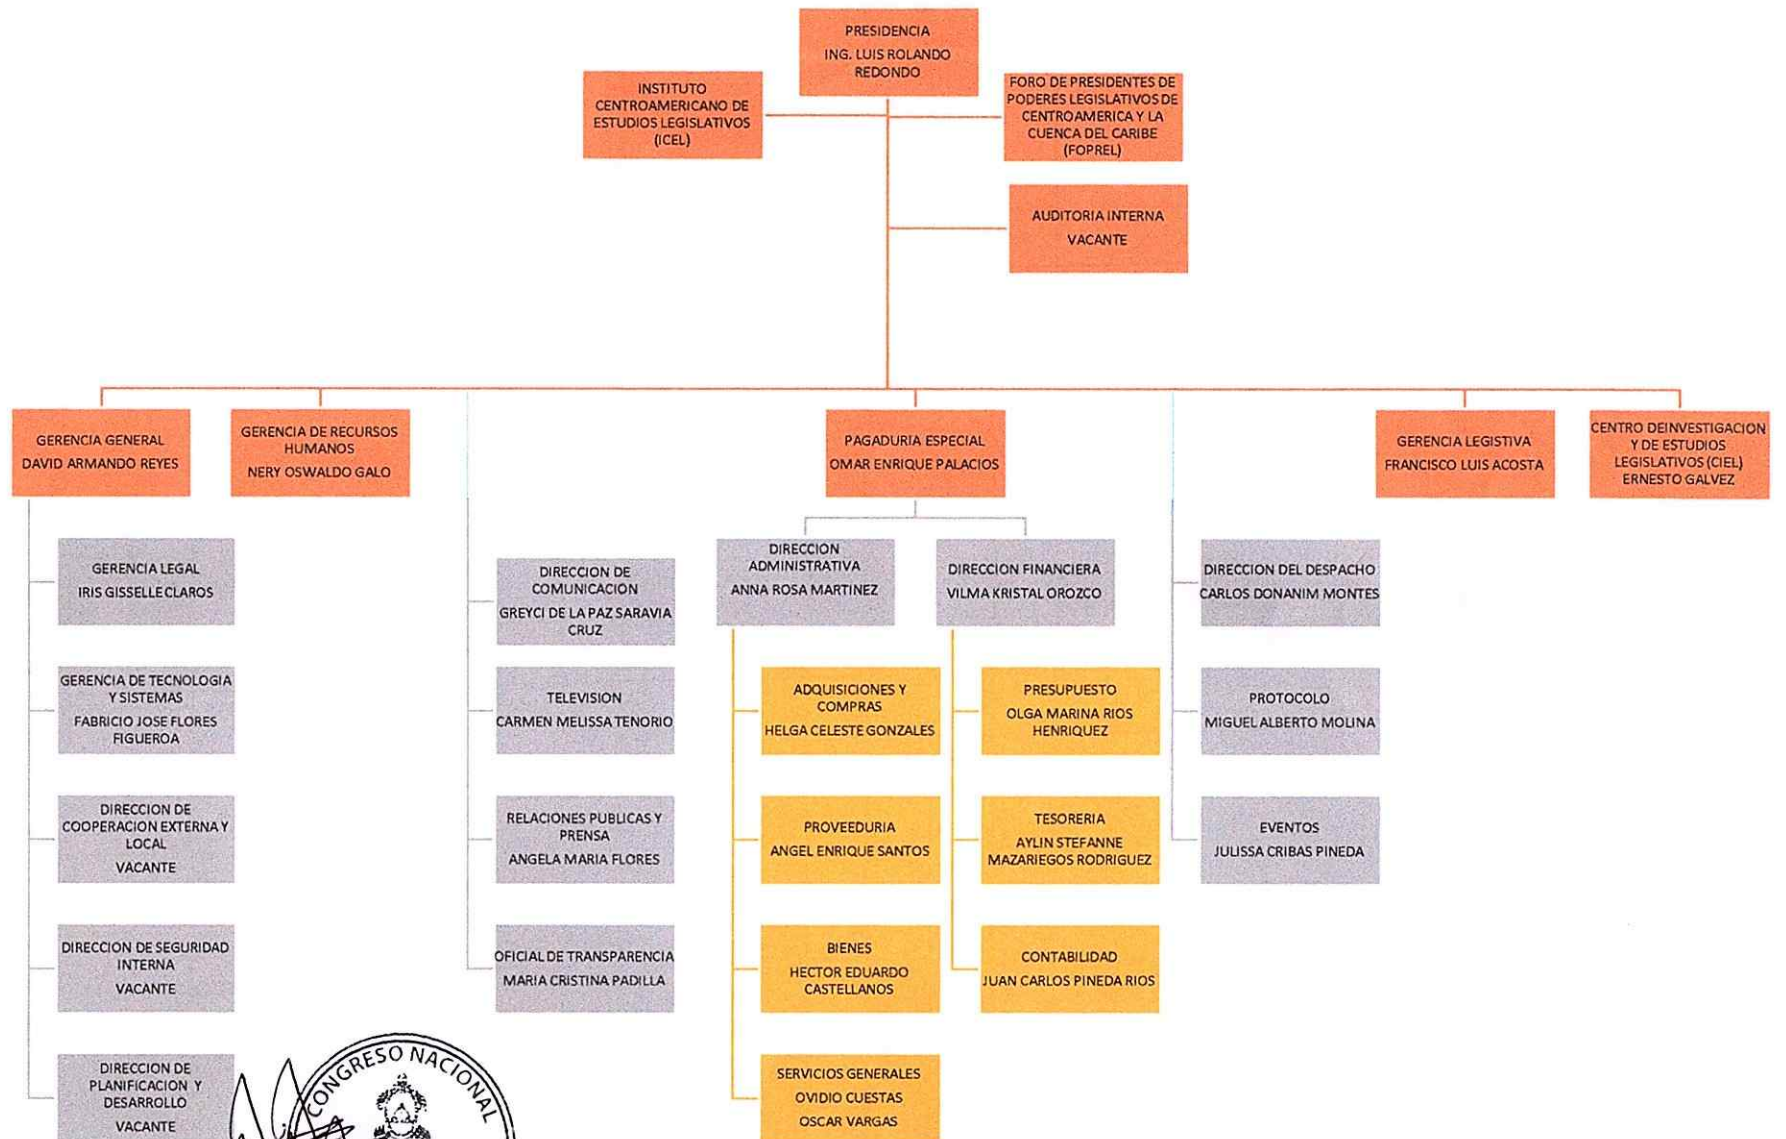 PRESIDENCIA
ING. LUIS ROLANDO
REDONDO
INSTITUTO
CENTROAMERICANO DE
ESTUDIOS LEGISLATIVOS
(ICEL)
FORO DE PRESIDENTES DE
PODERES LEGISLATIVOS DE
CENTROAMERICA Y LA
CUENCA DEL CARIBE
(FOPREL)
AUDITORIA INTERNA
VACANTE
GERENCIA GENERAL
DAVID ARMANDO REYES
GERENCIA DE RECURSOS
HUMANOS
NERY OSWALDO GALO
PAGADURIA ESPECIAL
OMAR ENRIQUE PALACIOS
GERENCIA LEGISTIVA
FRANCISCO LUIS ACOSTA
CENTRO DEINVESTIGACION
Y DE ESTUDIOS
LEGISLATIVOS (CIEL)
ERNESTO GALVEZ
GERENCIA LEGAL
IRIS GISSELLE CLAROS
GERENCIA DE TECNOLOGIA
Y SISTEMAS
FABRICIO JOSE FLORES
FIGUEROA
DIRECCION DE
COOPERACION EXTERNA Y
LOCAL
VACANTE
DIRECCION DE SEGURIDAD
INTERNA
VACANTE
DIRECCION DE
PLANIFICACION Y
DESARROLLO
VACANTE
DIRECCION DE
COMUNICACION
GREYCI DE LA PAZ SARAVIA
CRUZ
TELEVISION
CARMEN MELISSA TENORIO
RELACIONES PUBLICAS Y
PRENSA
ANGELA MARIA FLORES
OFICIAL DE TRANSPARENCIA
MARIA CRISTINA PADILLA
DIRECCION
ADMINISTRATIVA
ANNA ROSA MARTINEZ
ADQUISICIONES Y
COMPRAS
HELGA CELESTE GONZALES
PROVEEDURIA
ANGEL ENRIQUE SANTOS
BIENES
HECTOR EDUARDO
CASTELLANOS
SERVICIOS GENERALES
OVIDIO CUESTAS
OSCAR VARGAS
DIRECCION FINANCIERA
VILMA KRISTAL OROZCO
PRESUPUESTO
OLGA MARINA RIOS
HENRIQUEZ
TESORERIA
AYLIN STEFANNE
MAZARIEGOS RODRIGUEZ
CONTABILIDAD
JUAN CARLOS PINEDA RIOS
DIRECCION DEL DESPACHO
CARLOS DONANIM MONTES
PROTOCOLO
MIGUEL ALBERTO MOLINA
EVENTOS
JULISSA CRIBAS PINEDA
CONGRESO NACIONAL